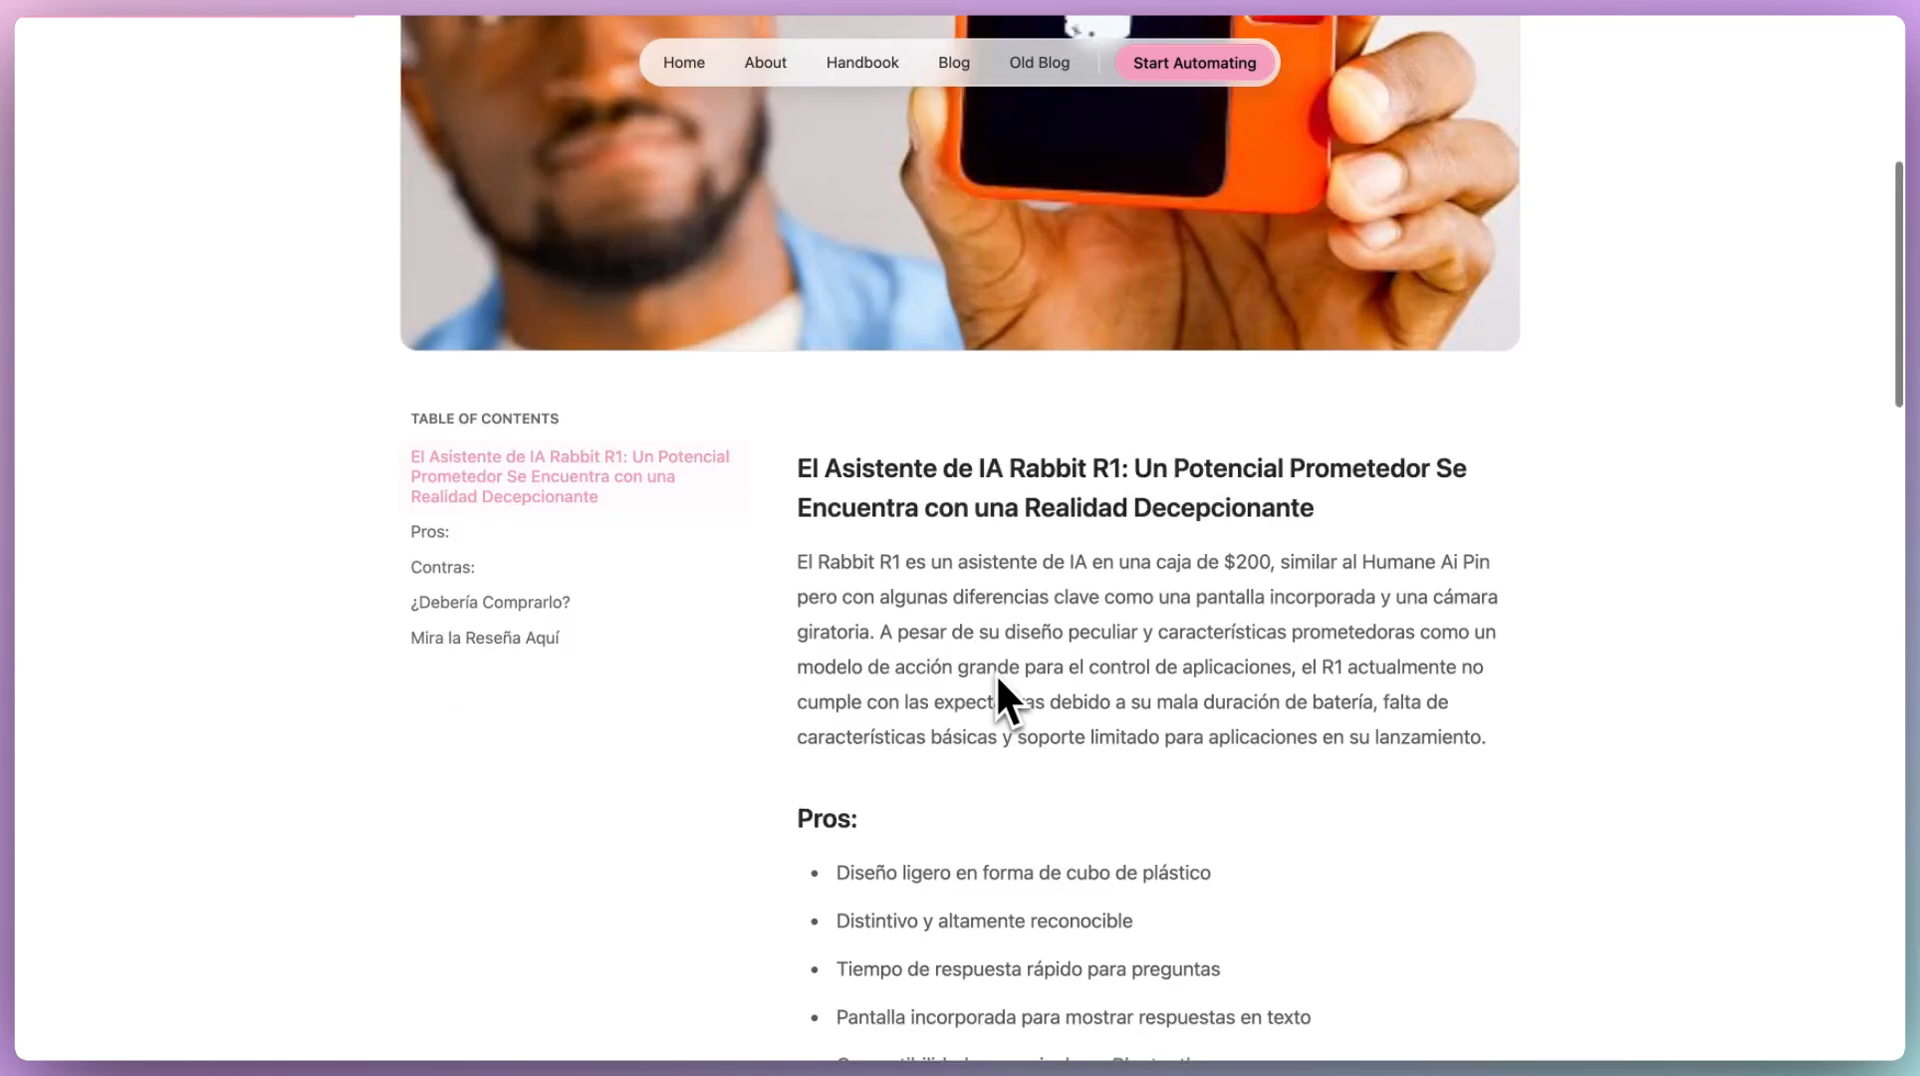 Home
About
Handbook
Blog
Old Blog
Start Automating
TABLE OF CONTENTS
El Asistente de IA Rabbit R1: Un Potencial
Prometedor Se Encuentra con una
Realidad Decepcionante
Pros:
Contras:
¿Debería Comprarlo?
Mira la Reseña Aquí
El Asistente de IA Rabbit R1: Un Potencial Prometedor Se
Encuentra con una Realidad Decepcionante
El Rabbit R1 es un asistente de IA en una caja de $200, similar al Humane Ai Pin
pero con algunas diferencias clave como una pantalla incorporada y una cámara
giratoria. A pesar de su diseño peculiar y características prometedoras como un
modelo de acción grande para el control de aplicaciones, el R1 actualmente no
cumple con las debido a su mala duración de batería, falta de
características básicas y soporte limitado para aplicaciones en su lanzamiento.
Pros:
• Diseño ligero en forma de cubo de plástico
• Distintivo y altamente reconocible
• Tiempo de respuesta rápido para preguntas
• Pantalla incorporada para mostrar respuestas en texto